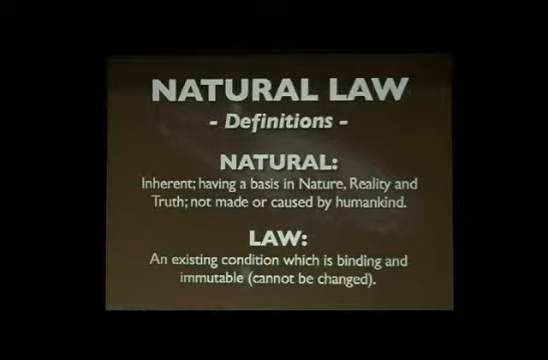 NATURAL LAW
- Definitions -
NATURAL:
Inherent; having a basis in Nature, Reality and
Truth; not made or caused by humankind.
LAW:
An existing condition which is binding and
immutable (cannot be changed).